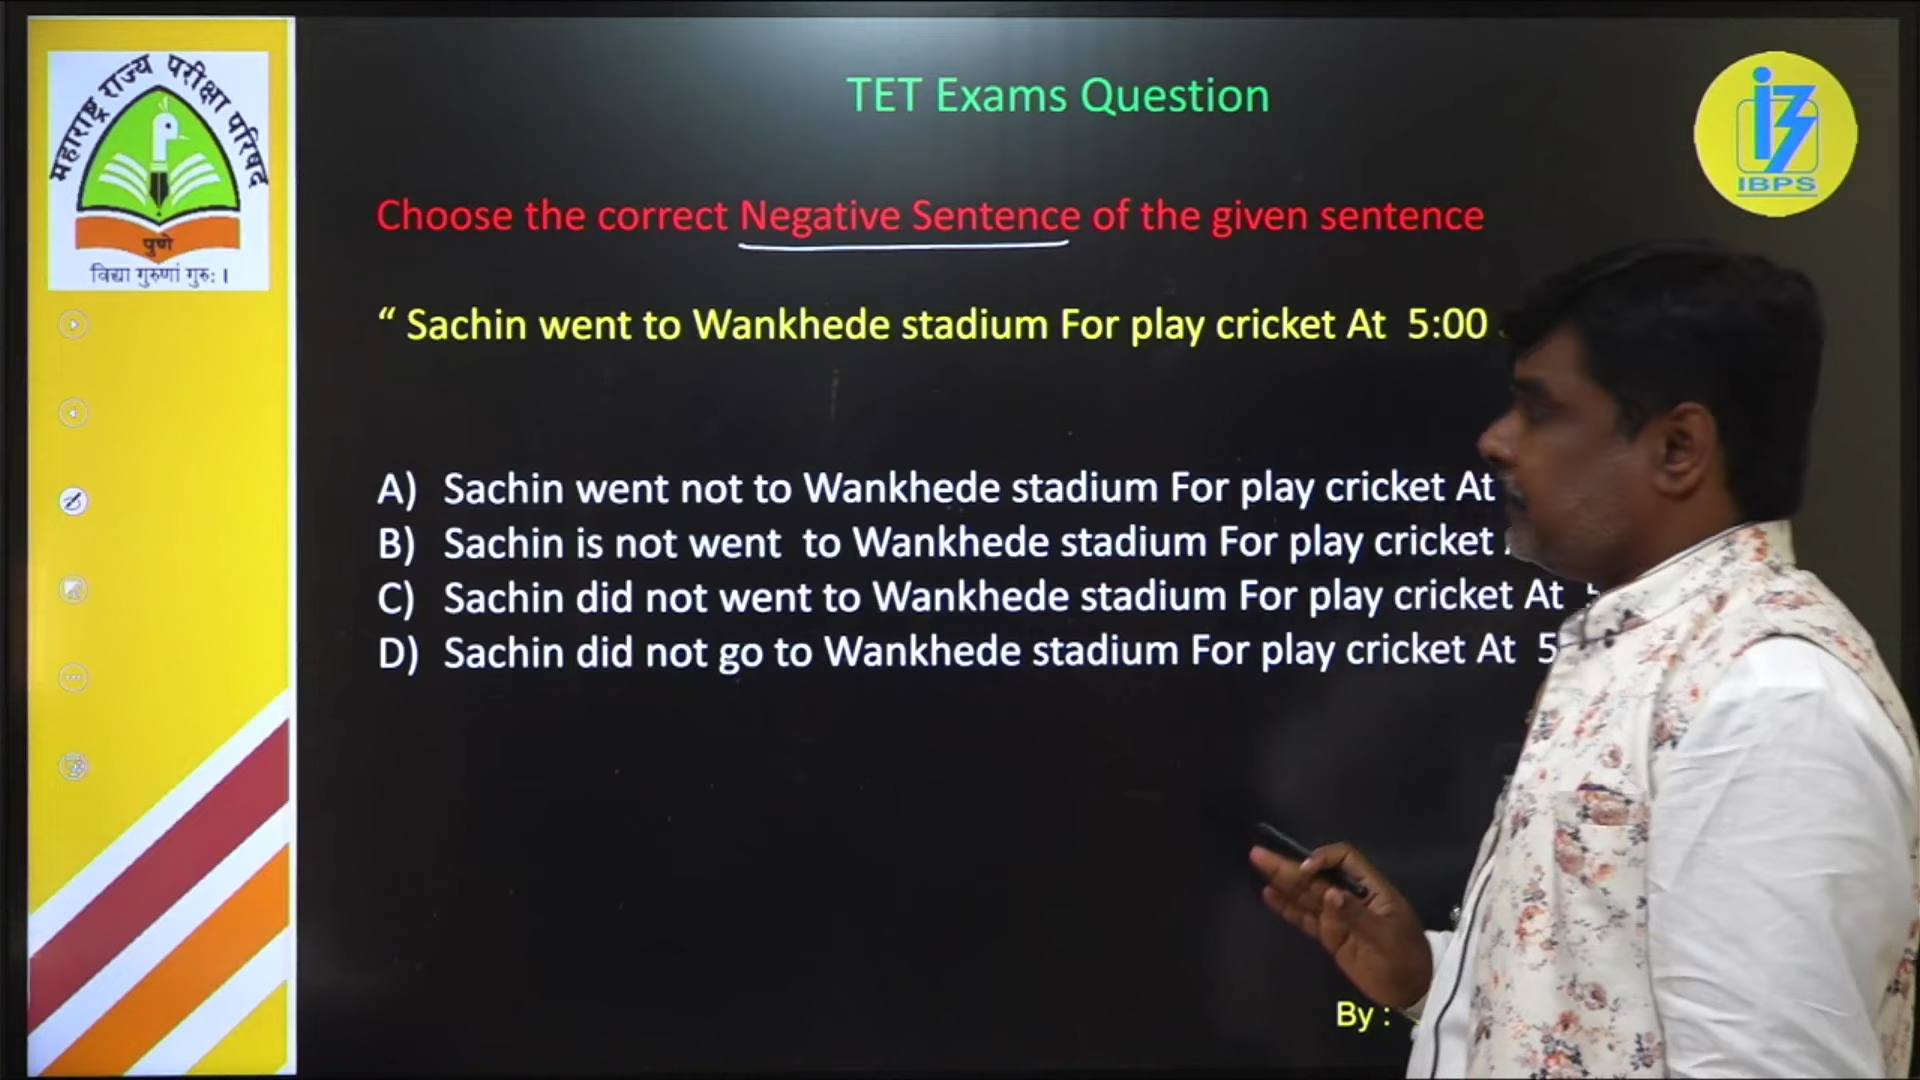 महाराष्ट्र राज्य परीक्षा परिषद
पुणे
विद्या गुरुणां गुरुः ।
TET Exams Question
IBPS
Choose the correct Negative Sentence of the given sentence
“ Sachin went to Wankhede stadium For play cricket At 5:00
A) Sachin went not to Wankhede stadium For play cricket At
B) Sachin is not went to Wankhede stadium For play cricket
C) Sachin did not went to Wankhede stadium For play cricket At
D) Sachin did not go to Wankhede stadium For play cricket At 5
By :